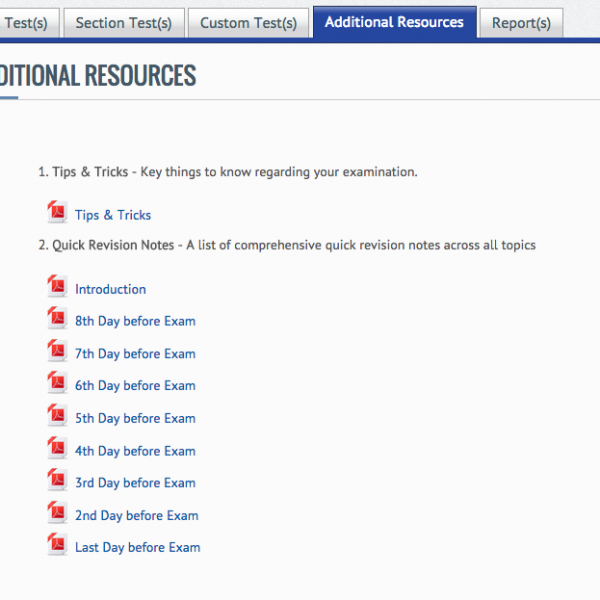 Test(s) Section Test(s) Custom Test(s) Additional Resources Report(s)
DITIONAL RESOURCES
1. Tips & Tricks - Key things to know regarding your examination.
Tips & Tricks
2. Quick Revision Notes - A list of comprehensive quick revision notes across all topics
Introduction
8th Day before Exam
7th Day before Exam
6th Day before Exam
5th Day before Exam
4th Day before Exam
3rd Day before Exam
2nd Day before Exam
Last Day before Exam